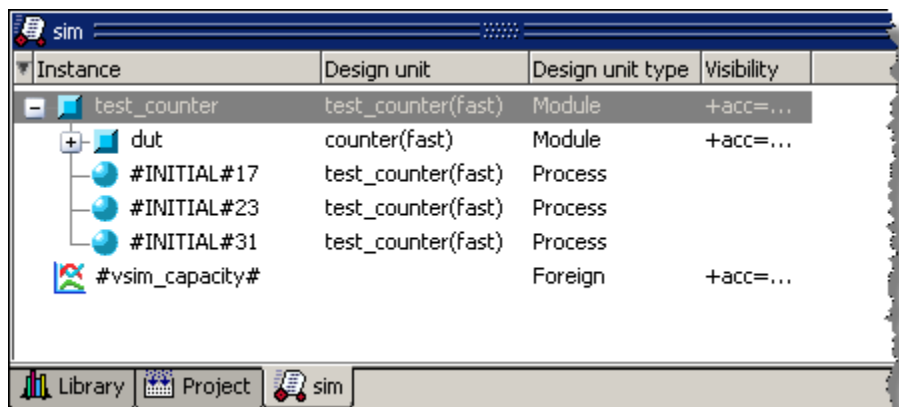 sim
Instance Design unit Design unit type Visibility
test_counter test_counter(fast) Module +acc=...
dut counter(fast) Module +acc=...
#INITIAL#17 test_counter(fast) Process
#INITIAL#23 test_counter(fast) Process
#INITIAL#31 test_counter(fast) Process
#vsim_capacity# Foreign +acc=...
Library Project sim